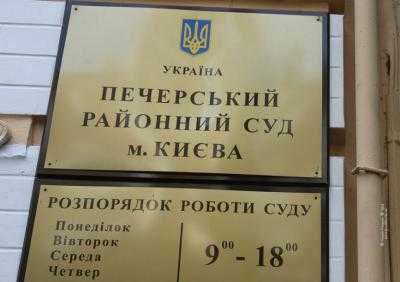 УКРАЇНА
ПЕЧЕРСЬКИЙ
РАЙОННИЙ СУД
м. КИЄВА
РОЗПОРЯДОК РОБОТИ СУДУ
Понеділок
Вівторок
Середа
Четвер
9⁰⁰ - 18⁰⁰